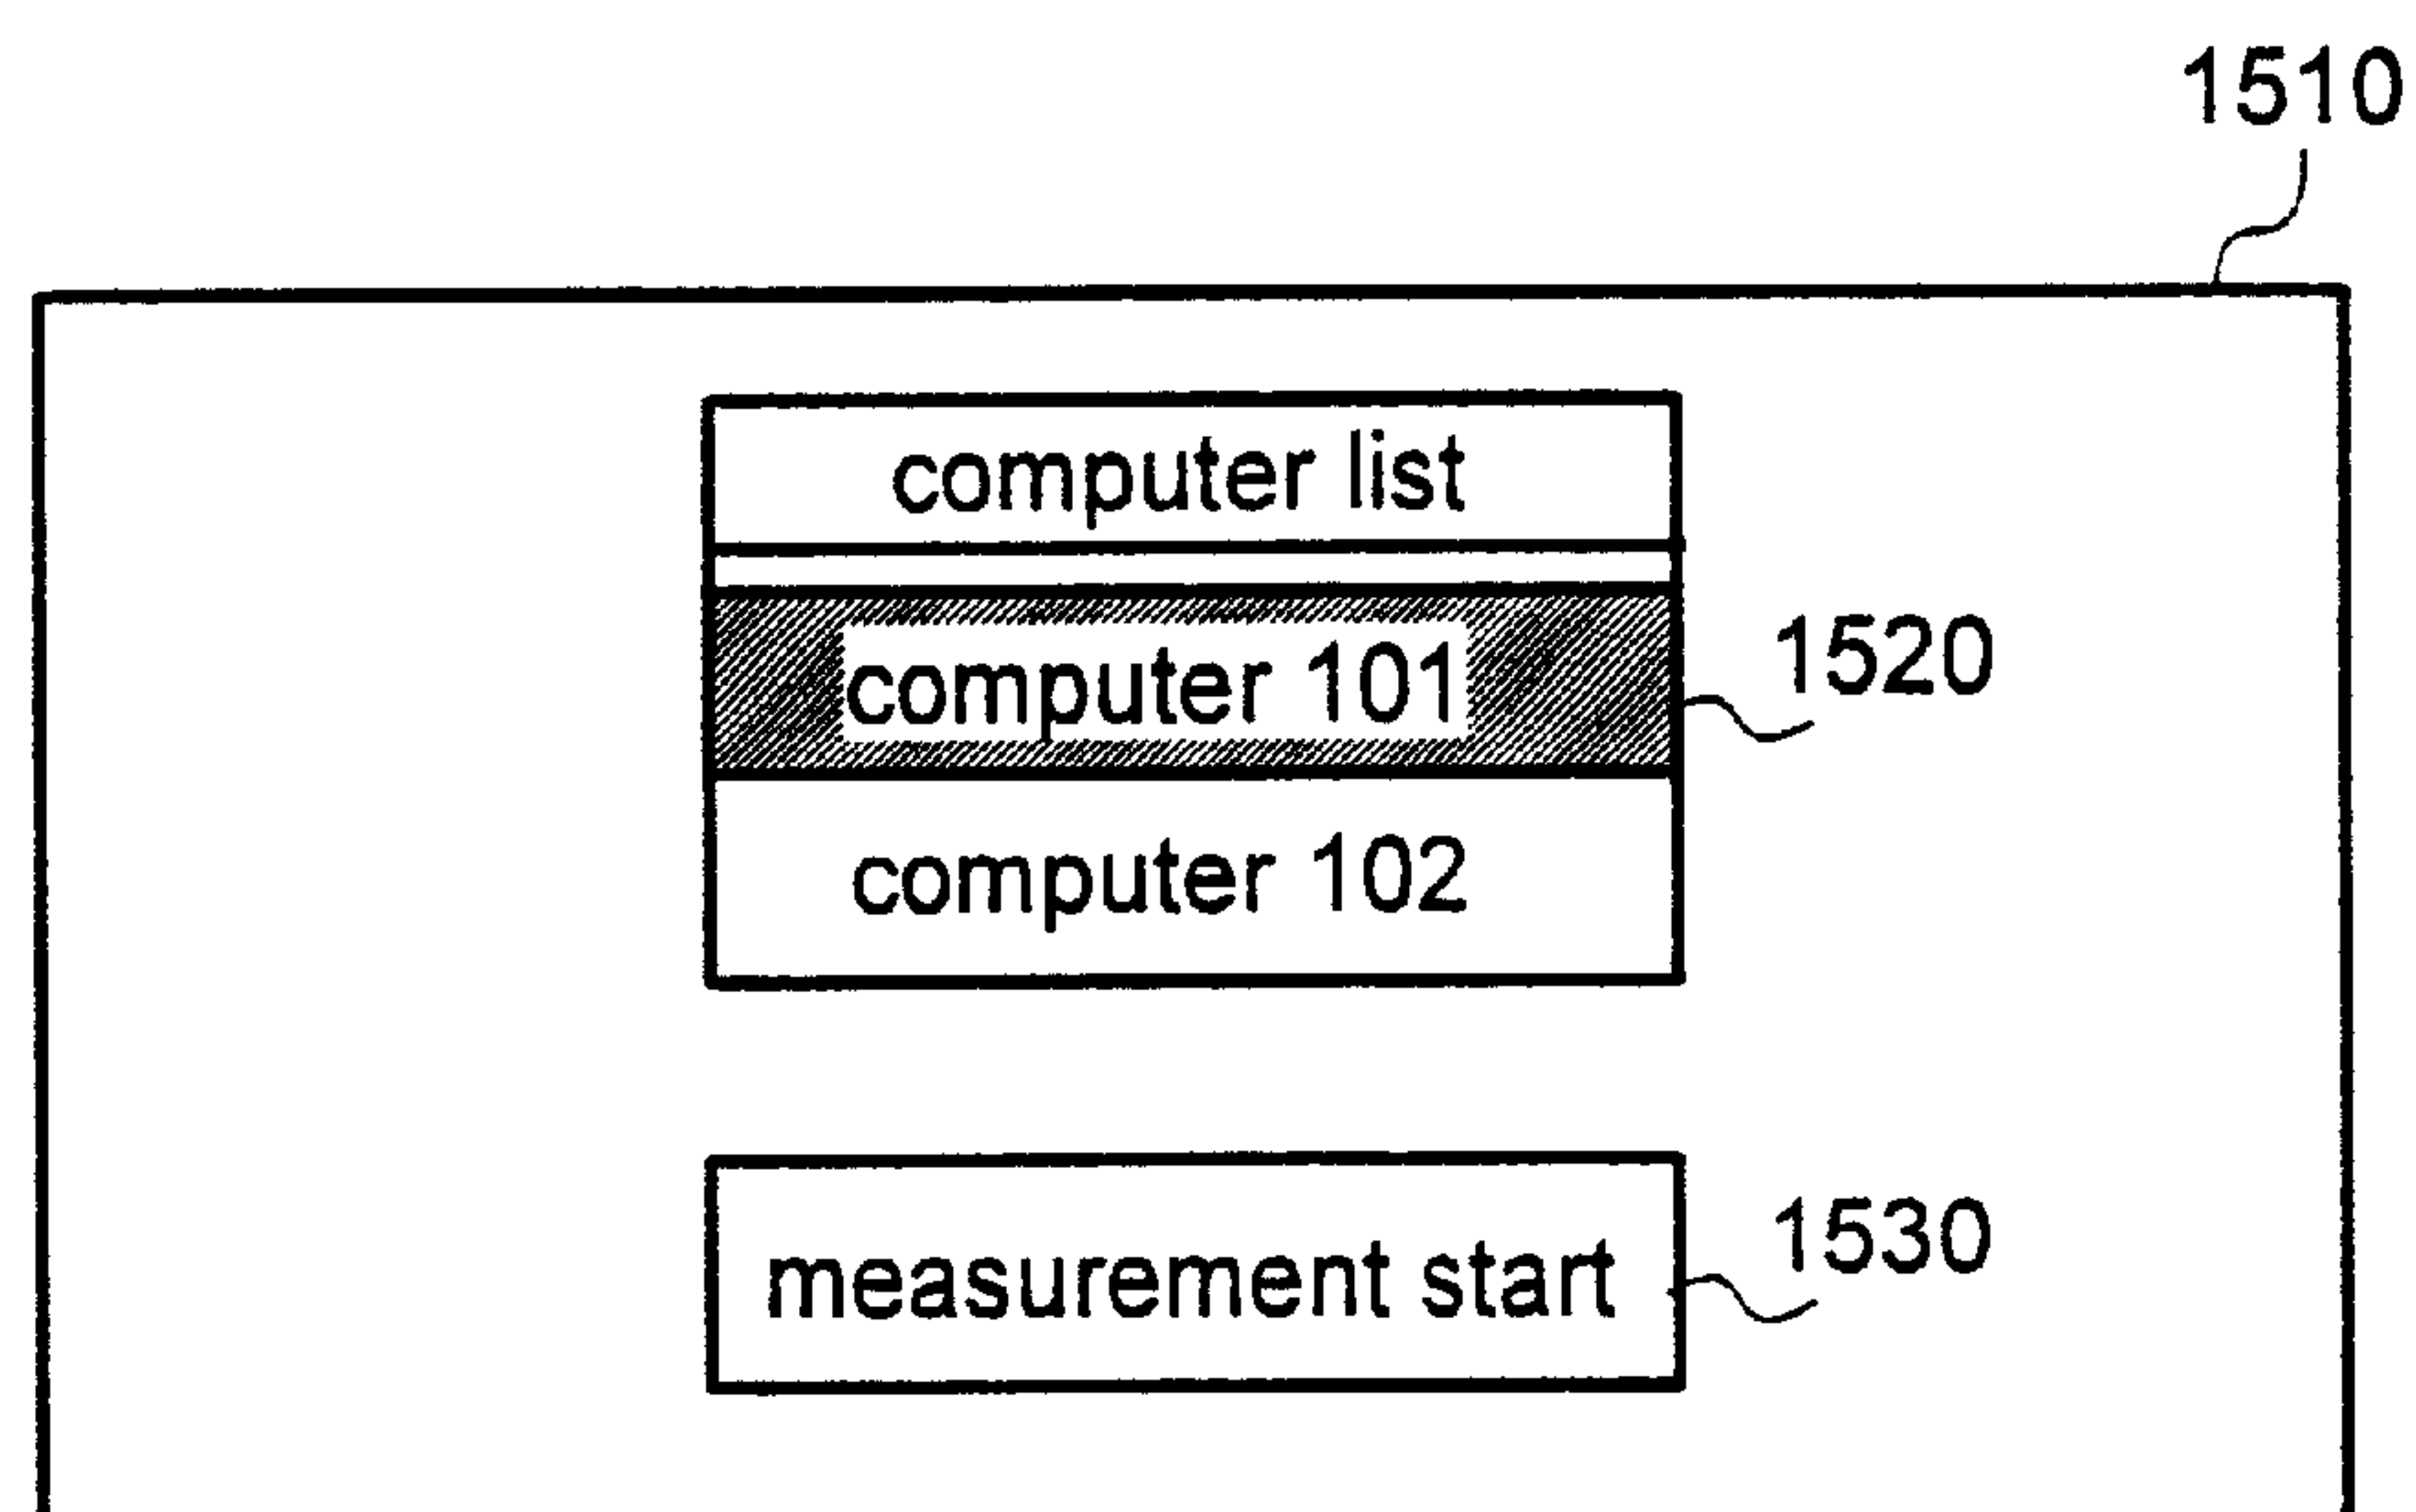 1510
computer list
computer 101
1520
computer 102
measurement start
1530